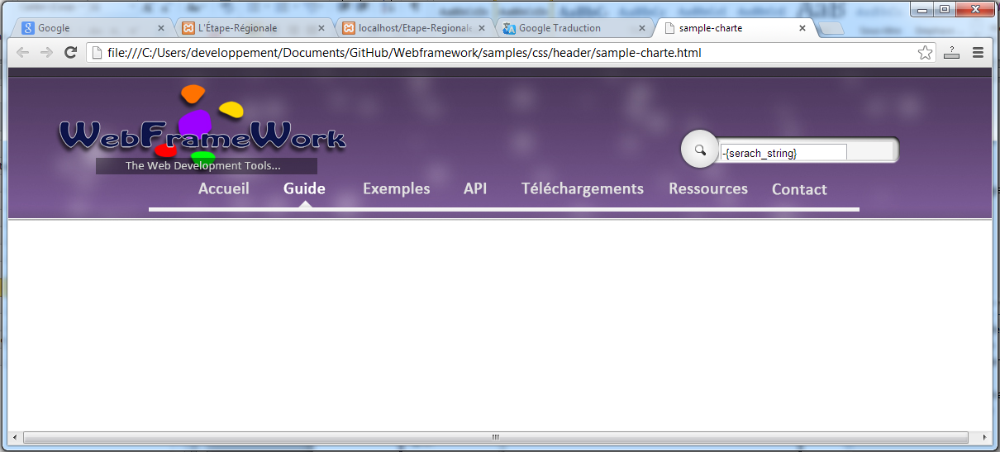 Google
L'Étape-Régionale
localhost/Etape-Regionale
Google Traduction
sample-charte
file:///C:/Users/developpement/Documents/GitHub/Webframework/samples/css/header/sample-charte.html
?
WebFrameWork
The Web Development Tools...
-{serach_string}
Accueil Guide Exemples API Téléchargements Ressources Contact